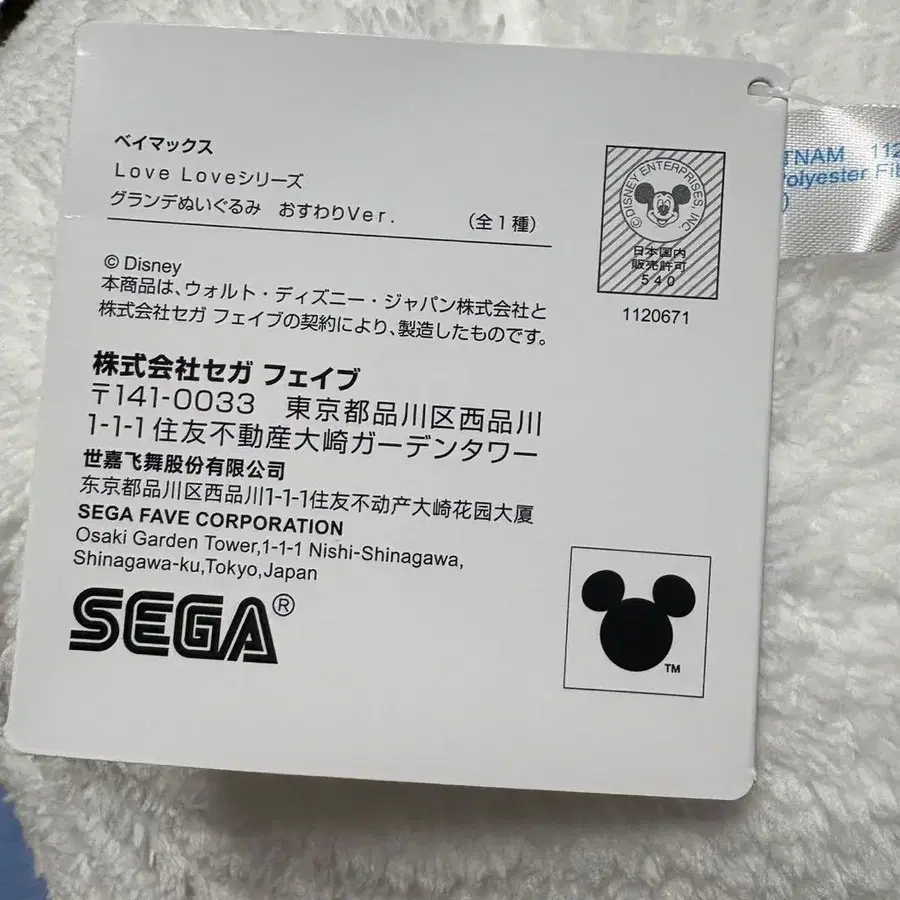 ベイマックス
Love Loveシリーズ
グランデぬいぐるみ おすわりVer. (全1種)
© Disney
本商品は、ウォルト・ディズニー・ジャパン株式会社と
株式会社セガ フェイブの契約により、製造したものです。
株式会社セガ フェイブ
〒141-0033 東京都品川区西品川
1-1-1 住友不動産大崎ガーデンタワー
世嘉飞舞股份有限公司
东京都品川区西品川1-1-1住友不动产大崎花园大厦
SEGA FAVE CORPORATION
Osaki Garden Tower,1-1-1 Nishi-Shinagawa,
Shinagawa-ku,Tokyo,Japan
SEGA®
©DISNEY ENTERPRISES, INC.
日本国内
販売許可
540
1120671
TM